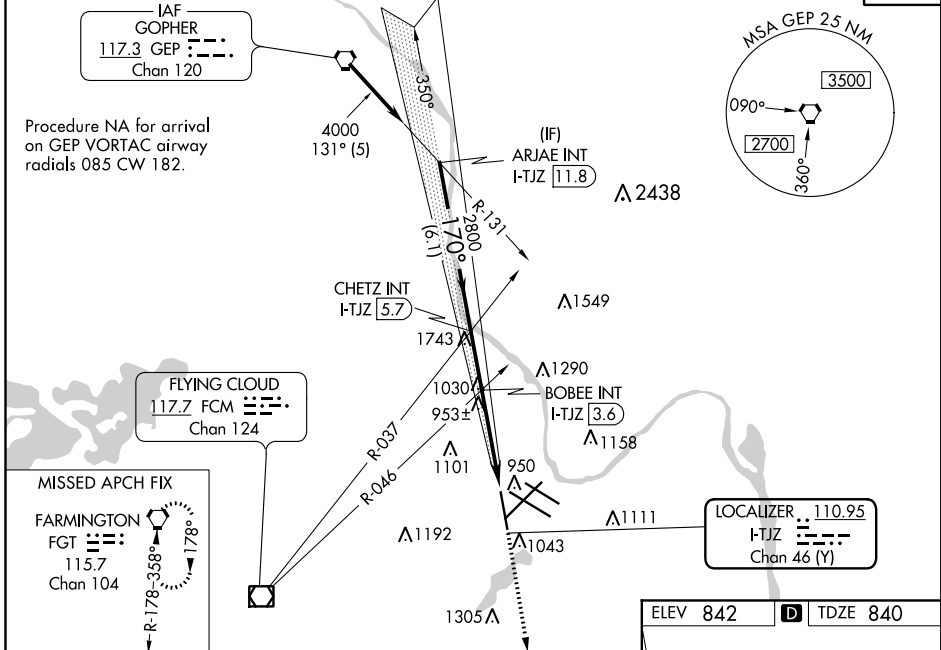 IAF
GOPHER
117.3 GEP
Chan 120
Procedure NA for arrival
on GEP VORTAC airway
radials 085 CW 182.
4000
131° (5)
350°
(IF)
ARJAE INT
I-TJZ 11.8
MSA GEP 25 NM
3500
090°
2700
360°
2438
R-131
2800
170°
(6.1)
CHETZ INT
I-TJZ 5.7
1549
1743
1290
1030
BOBEE INT
I-TJZ 3.6
953±
1158
FLYING CLOUD
117.7 FCM
Chan 124
R-037
R-046
1101
950
MISSED APCH FIX
FARMINGTON
FGT
115.7
Chan 104
178°
R-178-358°
1192
1111
1043
LOCALIZER 110.95
I-TJZ
Chan 46 (Y)
1305
ELEV 842 D TDZE 840